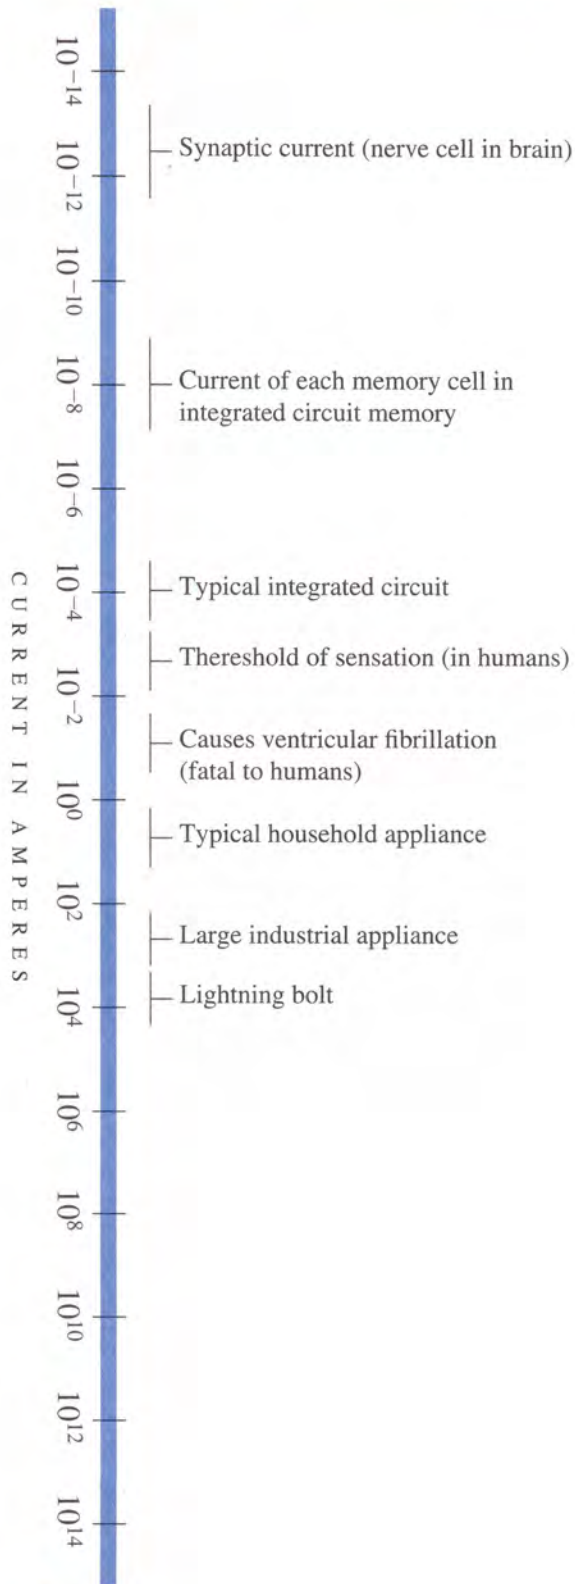 10⁻¹⁴
Synaptic current (nerve cell in brain)
10⁻¹²
10⁻¹⁰
10⁻⁸
Current of each memory cell in
integrated circuit memory
10⁻⁶
10⁻⁴
Typical integrated circuit
Thereshold of sensation (in humans)
10⁻²
Causes ventricular fibrillation
(fatal to humans)
10⁰
Typical household appliance
10²
Large industrial appliance
Lightning bolt
10⁴
10⁶
10⁸
10¹⁰
10¹²
10¹⁴
CURRENT IN AMPERES